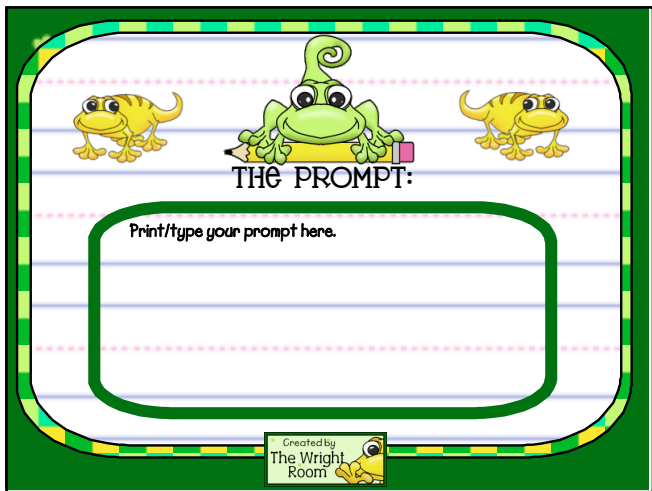 THE PROMPT:
Print/type your prompt here.
Created by
The Wright
Room